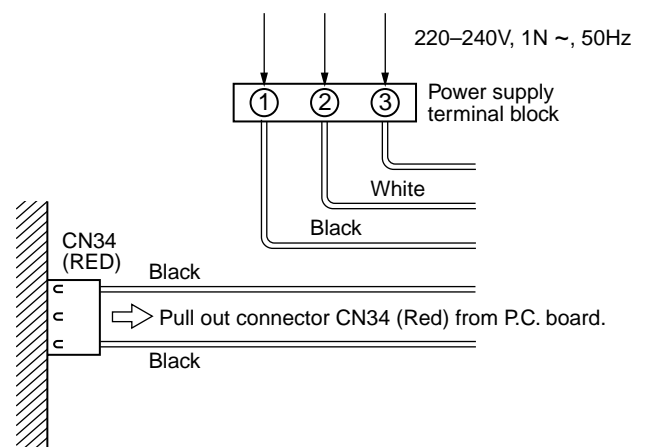 220–240V, 1N ~, 50Hz
1 2 3
Power supply
terminal block
White
Black
CN34
(RED)
Black
Pull out connector CN34 (Red) from P.C. board.
Black